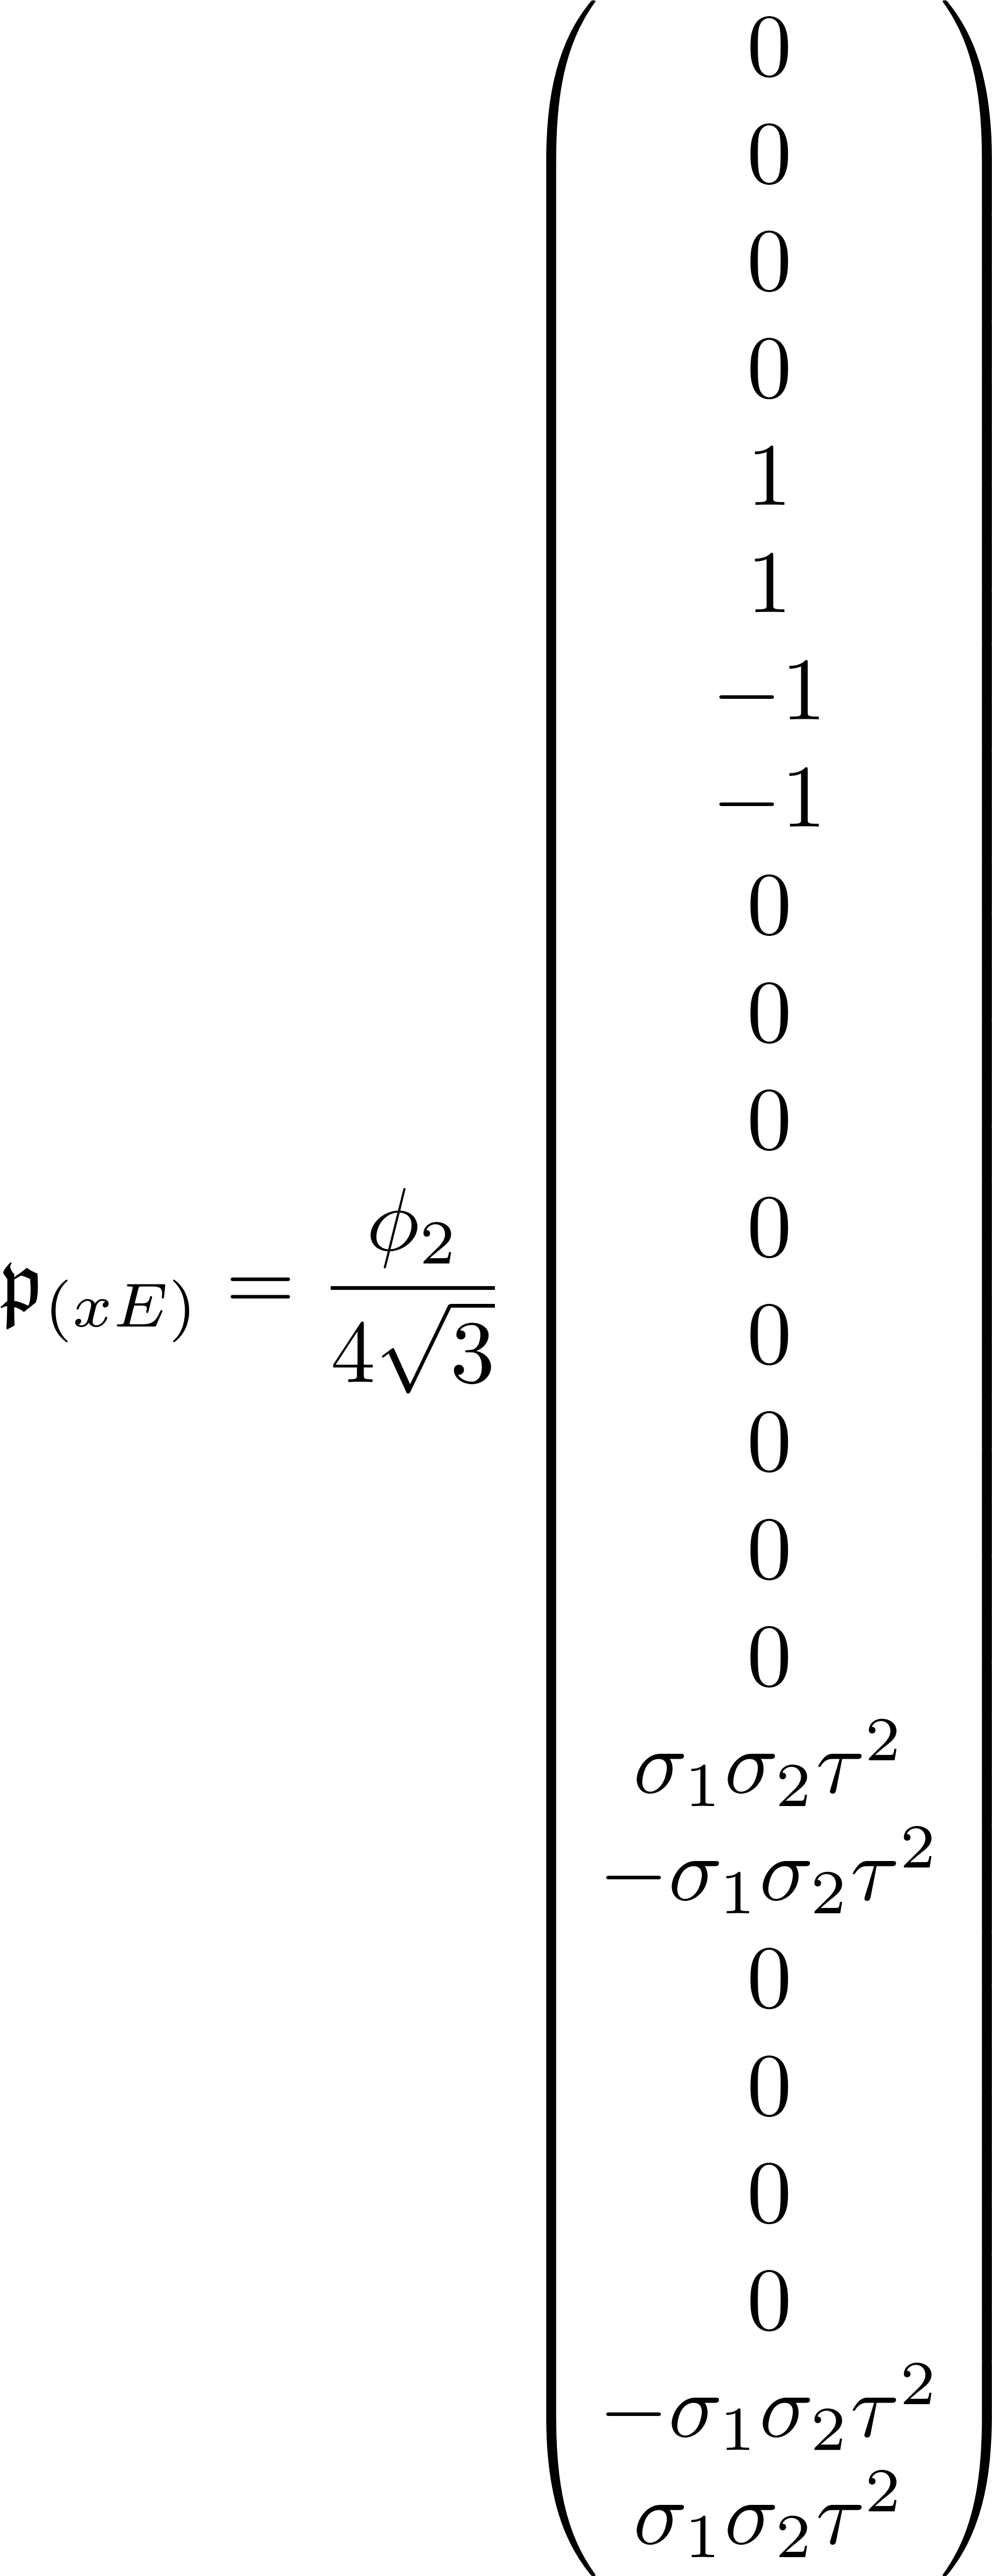 \mathfrak{p}_{(xE)} = \frac{\phi_2}{4\sqrt{3}} \begin{pmatrix} 0 \\ 0 \\ 0 \\ 0 \\ 1 \\ 1 \\ -1 \\ -1 \\ 0 \\ 0 \\ 0 \\ 0 \\ 0 \\ 0 \\ 0 \\ 0 \\ \sigma_1\sigma_2\tau^2 \\ -\sigma_1\sigma_2\tau^2 \\ 0 \\ 0 \\ 0 \\ 0 \\ -\sigma_1\sigma_2\tau^2 \\ \sigma_1\sigma_2\tau^2 \end{pmatrix}